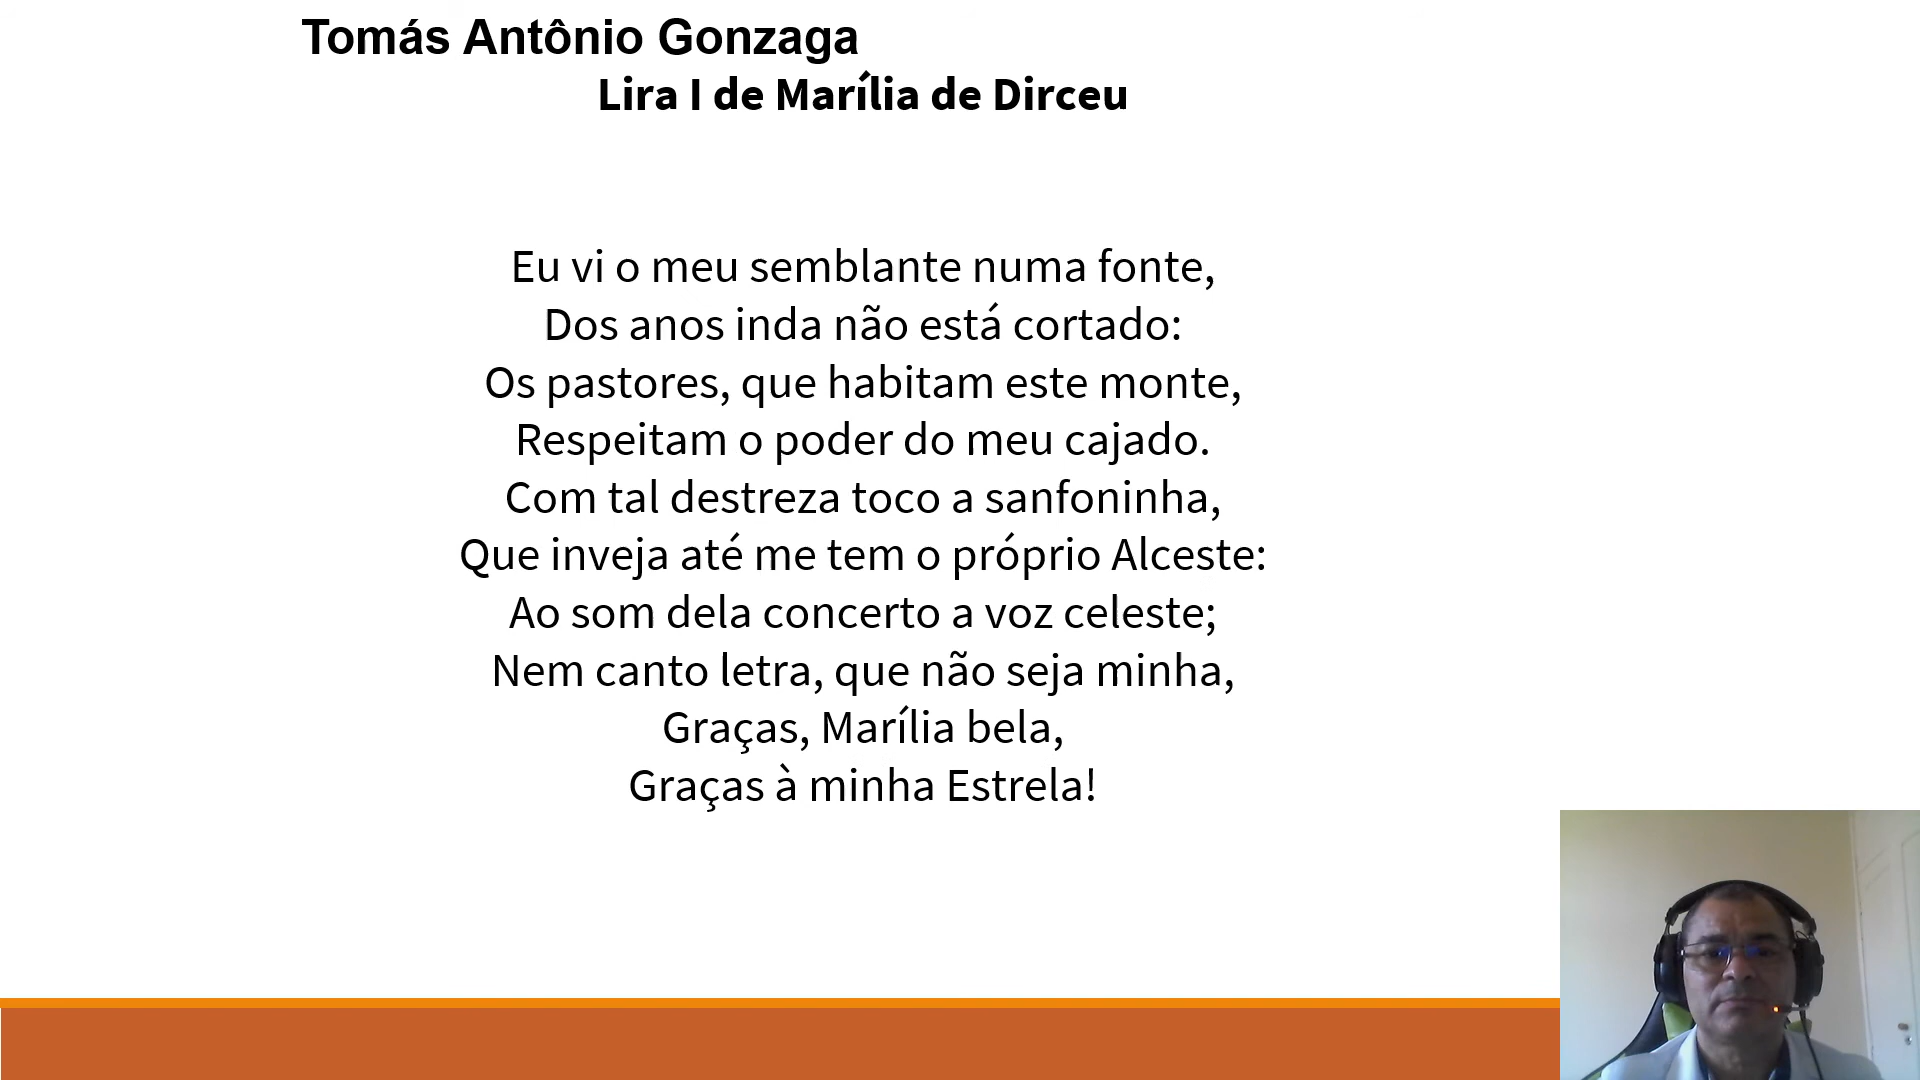 Tomás Antônio Gonzaga
Lira I de Marília de Dirceu
Eu vi o meu semblante numa fonte,
Dos anos inda não está cortado:
Os pastores, que habitam este monte,
Respeitam o poder do meu cajado.
Com tal destreza toco a sanfoninha,
Que inveja até me tem o próprio Alceste:
Ao som dela concerto a voz celeste;
Nem canto letra, que não seja minha,
Graças, Marília bela,
Graças à minha Estrela!